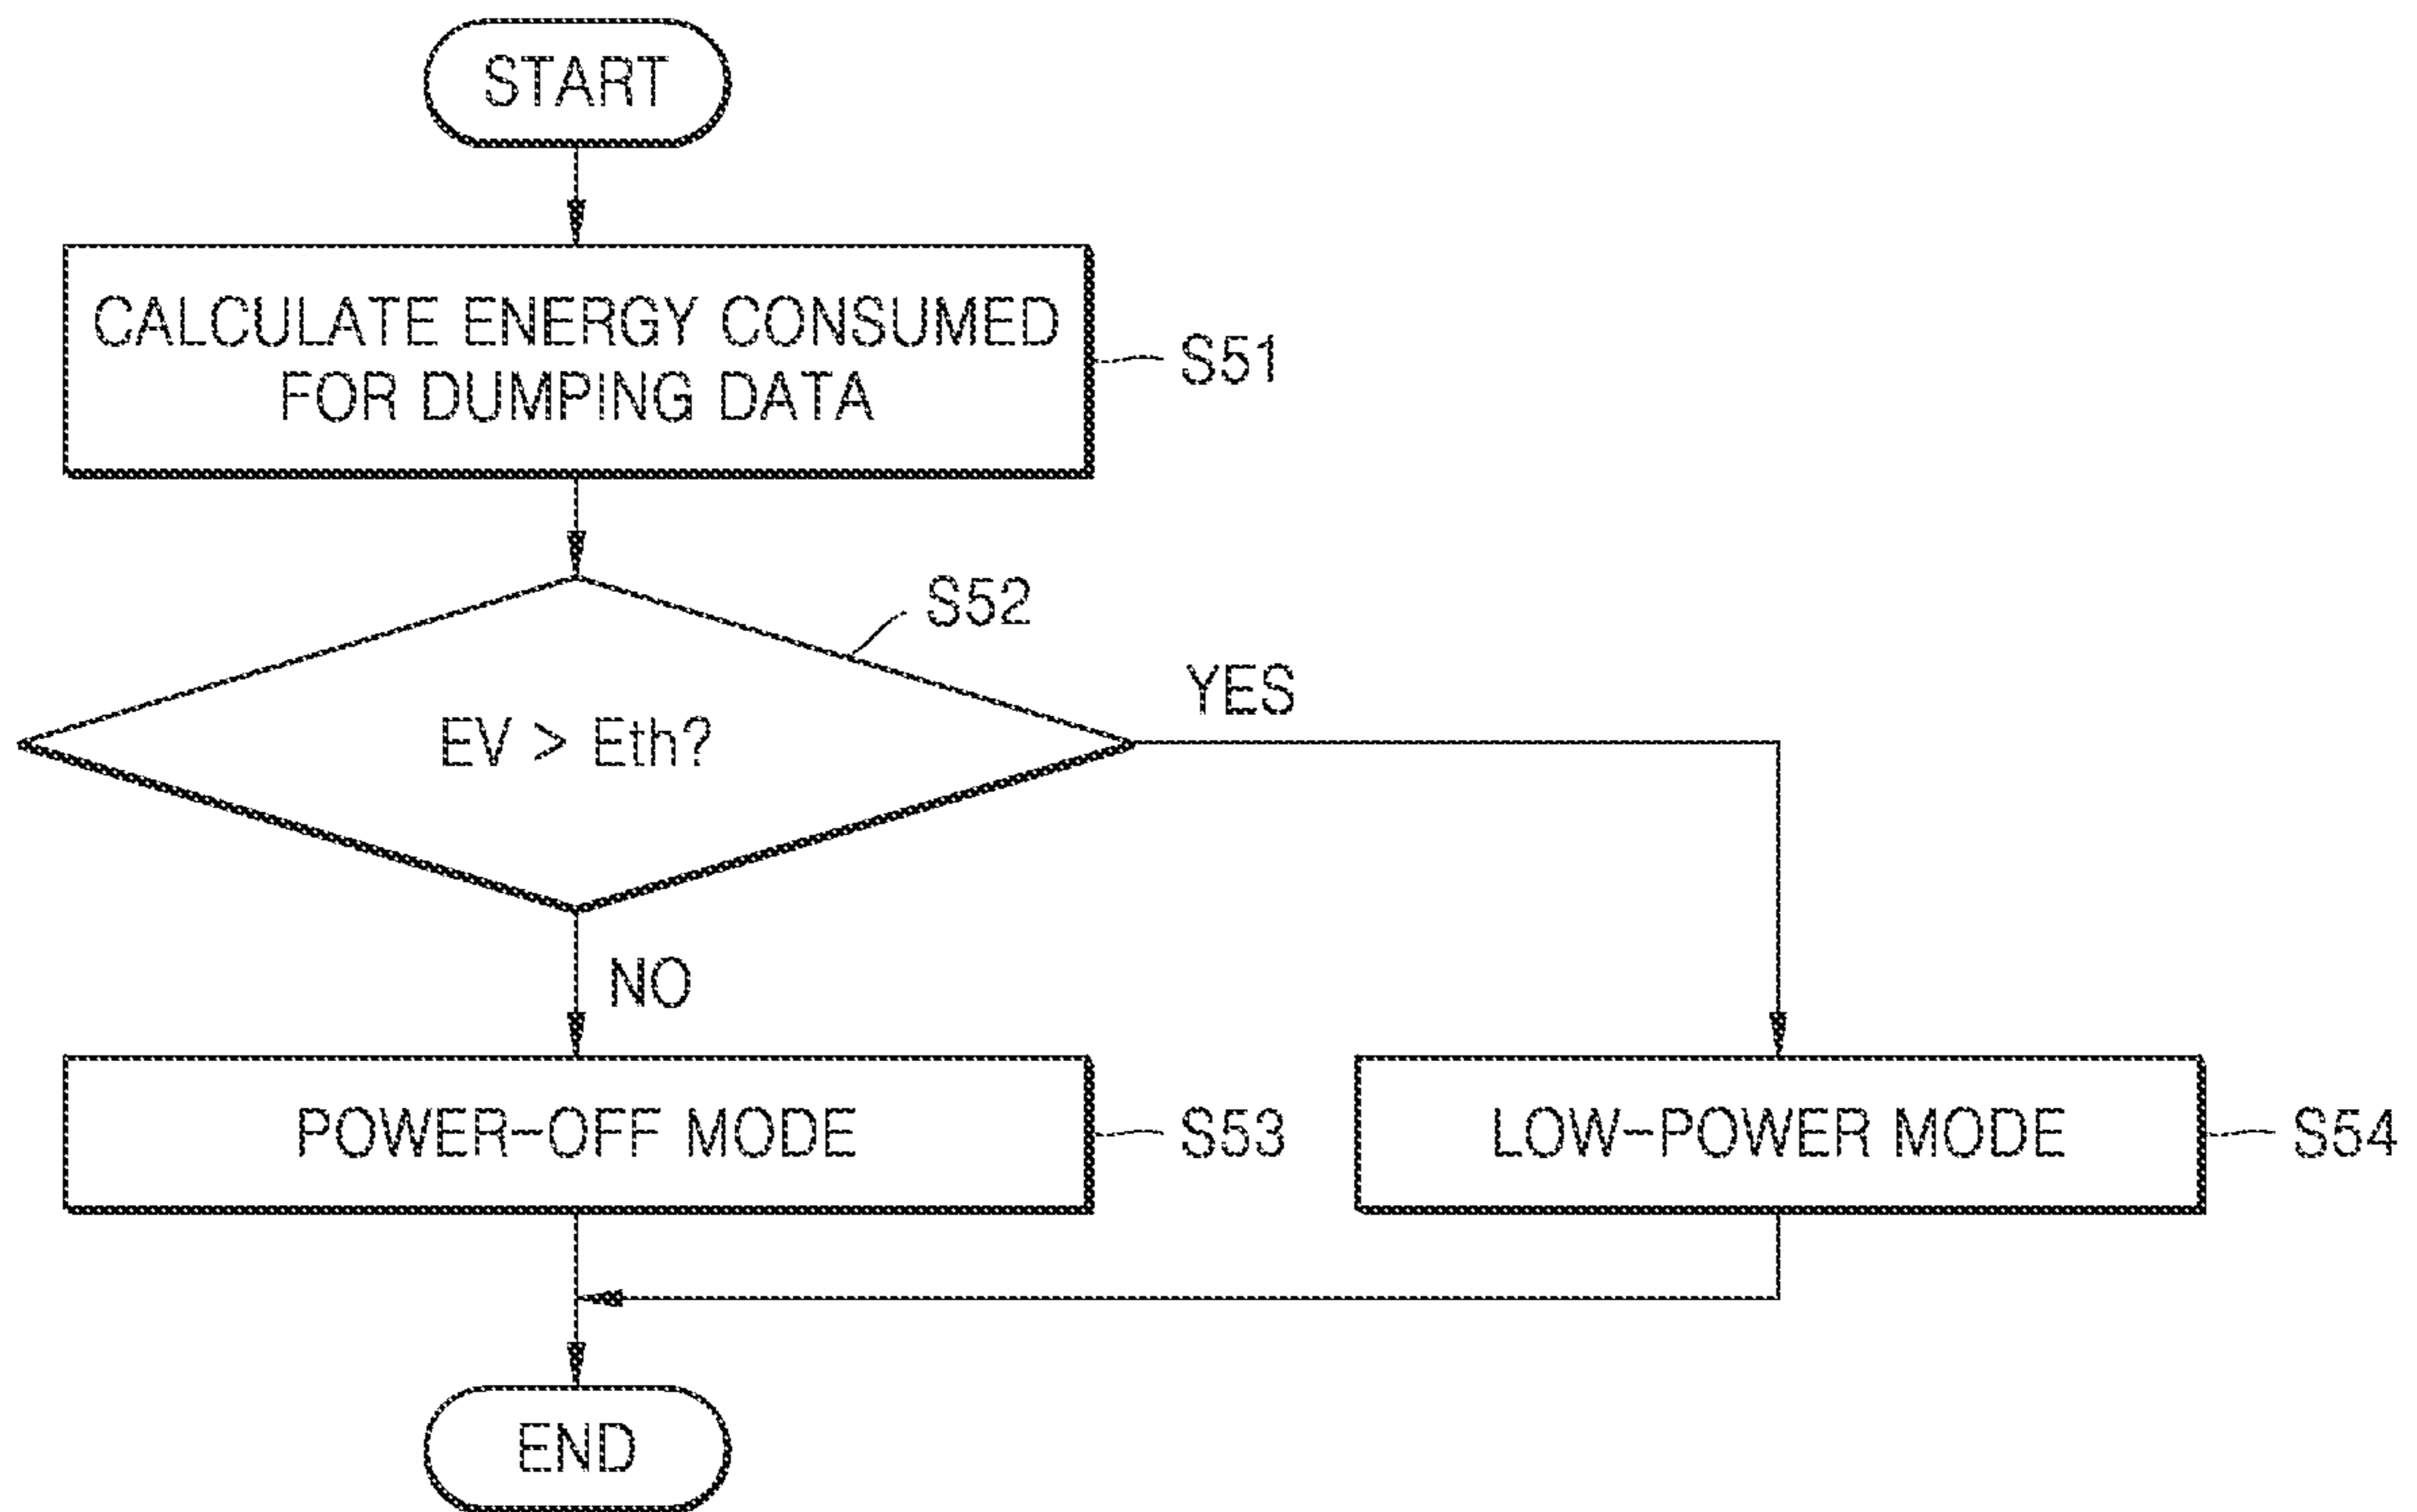 START
CALCULATE ENERGY CONSUMED
FOR DUMPING DATA
S51
S52
EV > Eth?
YES
NO
POWER-OFF MODE
S53
LOW-POWER MODE
S54
END